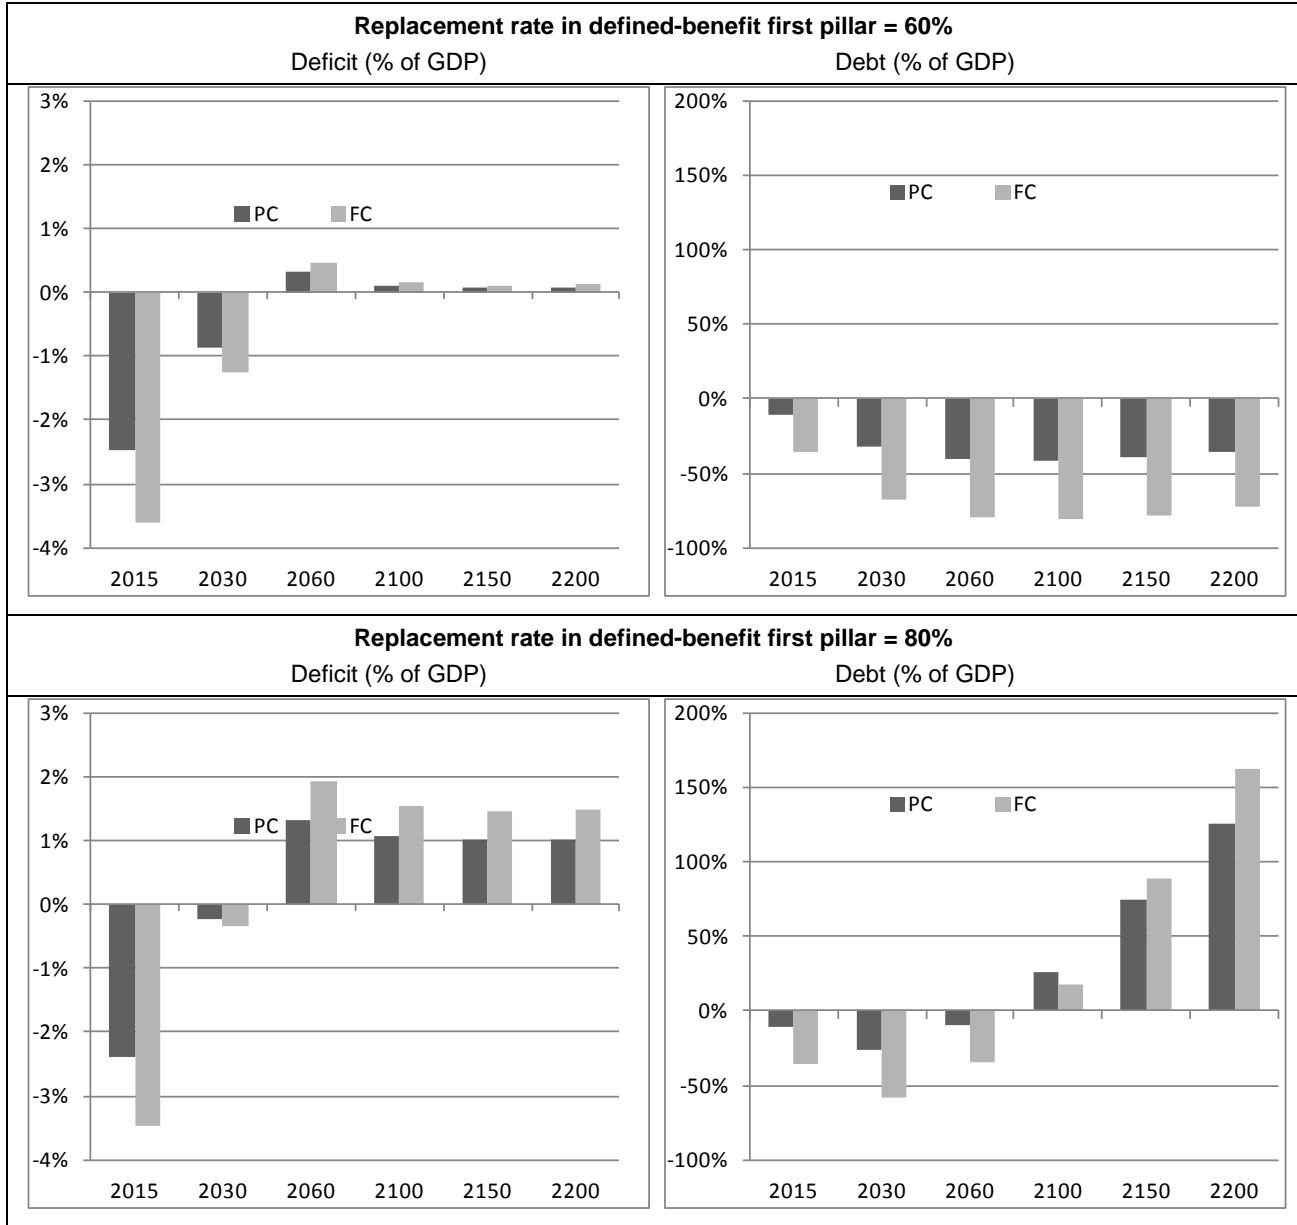 Replacement rate in defined-benefit first pillar = 60%
Deficit (% of GDP) Debt (% of GDP)
3%
2%
1%
0%
-1%
-2%
-3%
-4%
PC FC
2015 2030 2060 2100 2150 2200
200%
150%
100%
50%
0%
-50%
-100%
PC FC
2015 2030 2060 2100 2150 2200
Replacement rate in defined-benefit first pillar = 80%
Deficit (% of GDP) Debt (% of GDP)
3%
2%
1%
0%
-1%
-2%
-3%
-4%
PC FC
2015 2030 2060 2100 2150 2200
200%
150%
100%
50%
0%
-50%
-100%
PC FC
2015 2030 2060 2100 2150 2200